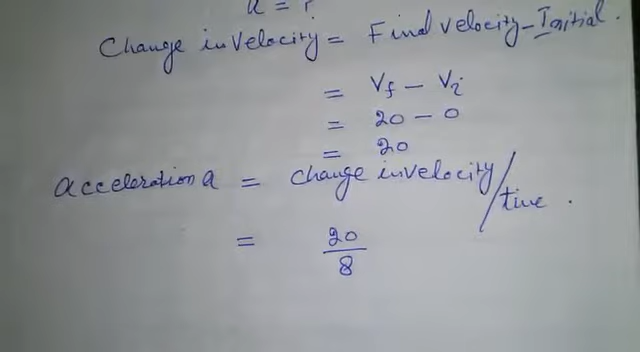 a = ?
Change in Velocity = Find velocity - Initial.
= Vf - Vi
= 20 - 0
= 20
acceleration a = change in velocity/time.
= 20/8